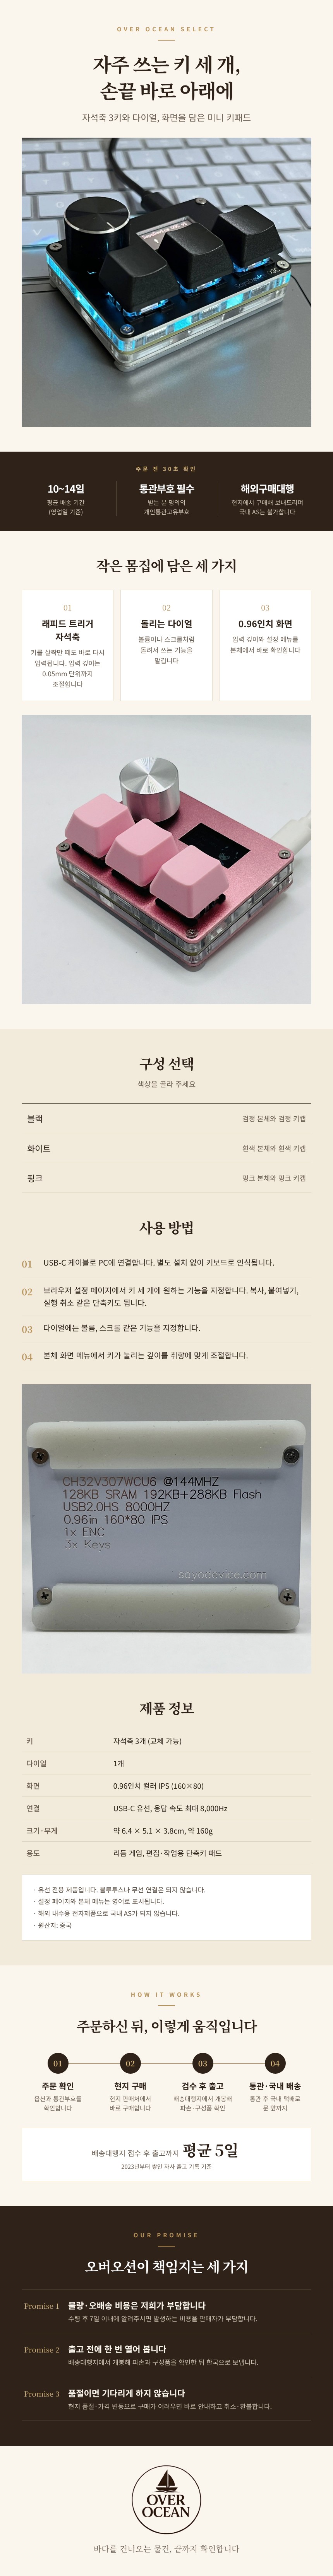 OVER OCEAN SELECT
자주 쓰는 키 세 개,
손끝 바로 아래에
자석축 3키와 다이얼, 화면을 담은 미니 키패드
주문 전 30초 확인
10~14일
평균 배송 기간
(영업일 기준)
통관부호 필수
받는 분 명의의
개인통관고유부호
해외구매대행
현지에서 구매해 보내드리며
국내 AS는 불가합니다
작은 몸집에 담은 세 가지
01
래피드 트리거
자석축
키를 살짝만 떼도 바로 다시
입력됩니다. 입력 깊이는
0.05mm 단위까지
조절합니다
02
돌리는 다이얼
볼륨이나 스크롤처럼
돌려서 쓰는 기능을
맡깁니다
03
0.96인치 화면
입력 깊이와 설정 메뉴를
본체에서 바로 확인합니다
구성 선택
색상을 골라 주세요
블랙
검정 본체와 검정 키캡
화이트
흰색 본체와 흰색 키캡
핑크
핑크 본체와 핑크 키캡
사용 방법
01
USB-C 케이블로 PC에 연결합니다. 별도 설치 없이 키보드로 인식됩니다.
02
브라우저 설정 페이지에서 키 세 개에 원하는 기능을 지정합니다. 복사, 붙여넣기,
실행 취소 같은 단축키도 됩니다.
03
다이얼에는 볼륨, 스크롤 같은 기능을 지정합니다.
04
본체 화면 메뉴에서 키가 눌리는 깊이를 취향에 맞게 조절합니다.
CH32V307WCU6 @144MHZ
128KB SRAM 192KB+288KB Flash
USB2.0HS 8000HZ
0.96in 160*80 IPS
1x ENC
3x Keys
sayodevice.com
제품 정보
키
자석축 3개 (교체 가능)
다이얼
1개
화면
0.96인치 컬러 IPS (160×80)
연결
USB-C 유선, 응답 속도 최대 8,000Hz
크기·무게
약 6.4 × 5.1 × 3.8cm, 약 160g
용도
리듬 게임, 편집·작업용 단축키 패드
· 유선 전용 제품입니다. 블루투스나 무선 연결은 되지 않습니다.
· 설정 페이지와 본체 메뉴는 영어로 표시됩니다.
· 해외 내수용 전자제품으로 국내 AS가 되지 않습니다.
· 원산지: 중국
HOW IT WORKS
주문하신 뒤, 이렇게 움직입니다
01
주문 확인
옵션과 통관부호를
확인합니다
02
현지 구매
현지 판매처에서
바로 구매합니다
03
검수 후 출고
배송대행지에서 개봉해
파손·구성품 확인
04
통관·국내 배송
통관 후 국내 택배로
문 앞까지
배송대행지 접수 후 출고까지 평균 5일
2023년부터 쌓인 자사 출고 기록 기준
OUR PROMISE
오버오션이 책임지는 세 가지
Promise 1
불량·오배송 비용은 저희가 부담합니다
수령 후 7일 이내에 알려주시면 발생하는 비용을 판매자가 부담합니다.
Promise 2
출고 전에 한 번 열어 봅니다
배송대행지에서 개봉해 파손과 구성품을 확인한 뒤 한국으로 보냅니다.
Promise 3
품절이면 기다리게 하지 않습니다
현지 품절·가격 변동으로 구매가 어려우면 바로 안내하고 취소·환불합니다.
OVER
OCEAN
바다를 건너오는 물건, 끝까지 확인합니다